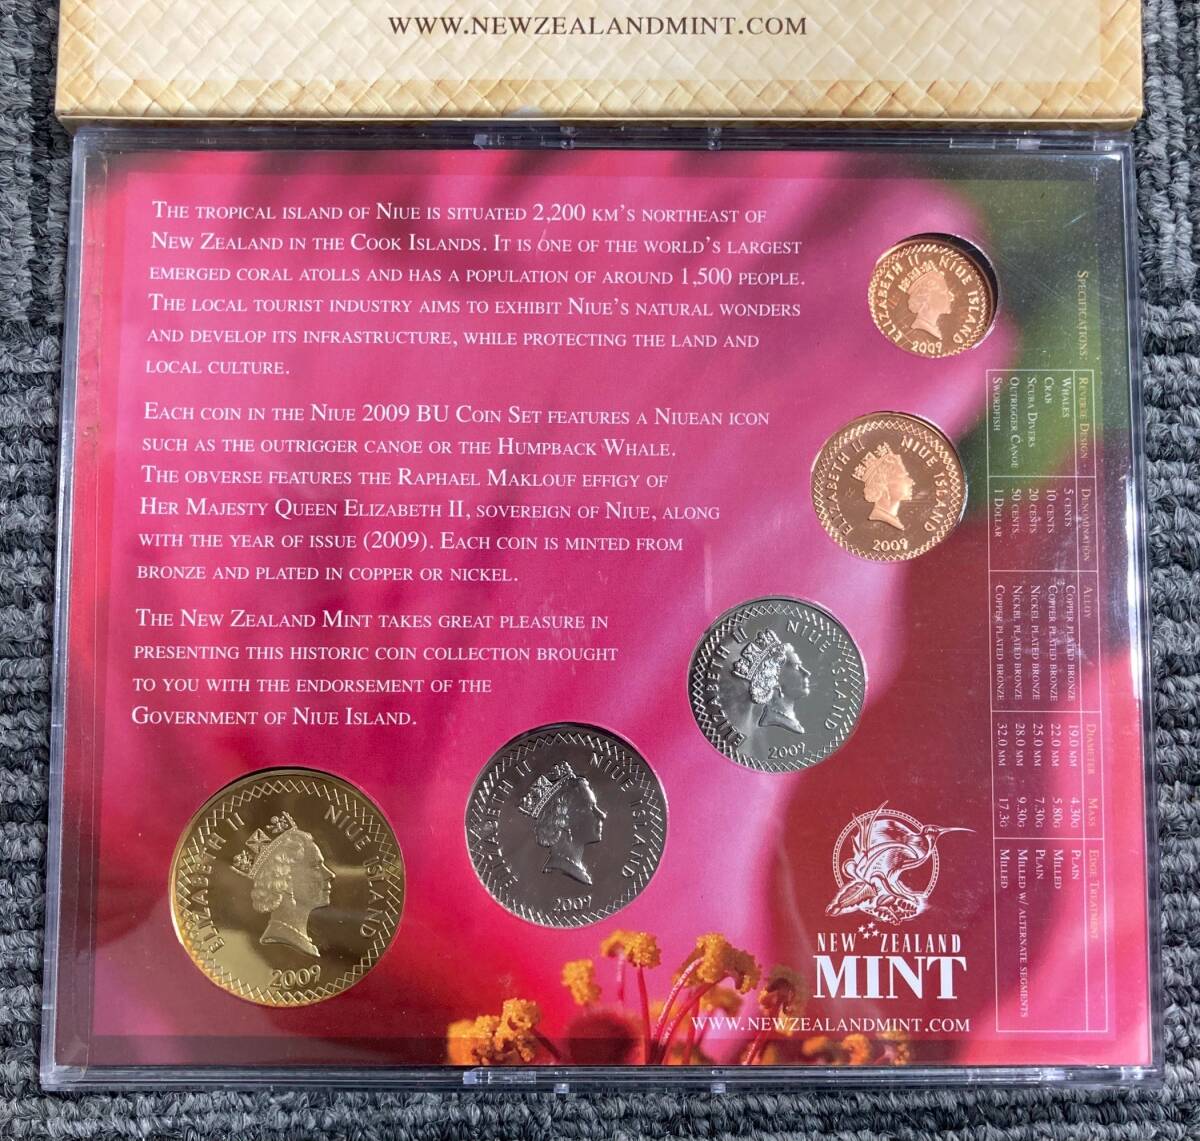 WWW.NEWZEALANDMINT.COM
THE TROPICAL ISLAND OF NIUE IS SITUATED 2,200 KM'S NORTHEAST OF
NEW ZEALAND IN THE COOK ISLANDS. IT IS ONE OF THE WORLD'S LARGEST
EMERGED CORAL ATOLLS AND HAS A POPULATION OF AROUND 1,500 PEOPLE.
THE LOCAL TOURIST INDUSTRY AIMS TO EXHIBIT NIUE'S NATURAL WONDERS
AND DEVELOP ITS INFRASTRUCTURE, WHILE PROTECTING THE LAND AND
LOCAL CULTURE.
EACH COIN IN THE NIUE 2009 BU COIN SET FEATURES A NIUEAN ICON
SUCH AS THE OUTRIGGER CANOE OR THE HUMPBACK WHALE.
THE OBVERSE FEATURES THE RAPHAEL MAKLOUF EFFIGY OF
HER MAJESTY QUEEN ELIZABETH II, SOVEREIGN OF NIUE, ALONG
WITH THE YEAR OF ISSUE (2009). EACH COIN IS MINTED FROM
BRONZE AND PLATED IN COPPER OR NICKEL.
THE NEW ZEALAND MINT TAKES GREAT PLEASURE IN
PRESENTING THIS HISTORIC COIN COLLECTION BROUGHT
TO YOU WITH THE ENDORSEMENT OF THE
GOVERNMENT OF NIUE ISLAND.
ELIZABETH II NIUE ISLAND
2009
ELIZABETH II NIUE ISLAND
2009
ELIZABETH II NIUE ISLAND
2009
ELIZABETH II NIUE ISLAND
2009
ELIZABETH II NIUE ISLAND
2009
SPECIFICATIONS:
REVERSE DESIGN DENOMINATION ALLOY DIAMETER MASS EDGE TREATMENT
WHALES 5 CENTS COPPER PLATED BRONZE 19.0 MM 4.30G PLAIN
CRAB 10 CENTS COPPER PLATED BRONZE 22.0 MM 5.80G MILLED
SCUBA DIVERS 20 CENTS NICKEL PLATED BRONZE 25.0 MM 7.30G PLAIN
OUTRIGGER CANOE 50 CENTS NICKEL PLATED BRONZE 28.0 MM 9.30G MILLED W/ ALTERNATE SEGMENTS
SWORDFISH 1 DOLLAR COPPER PLATED BRONZE 32.0 MM 17.3G MILLED
NEW ZEALAND
MINT
WWW.NEWZEALANDMINT.COM